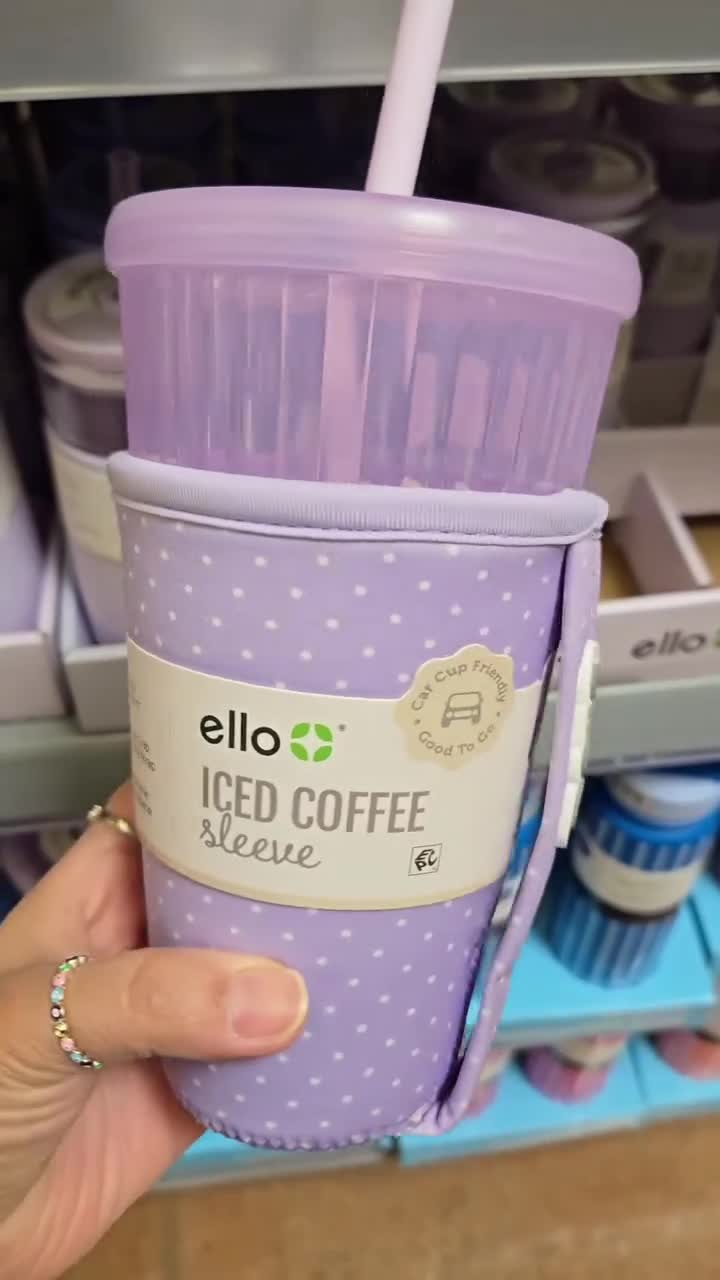 Car Cup Friendly
Good To Go
ello®
ICED COFFEE
sleeve
ello